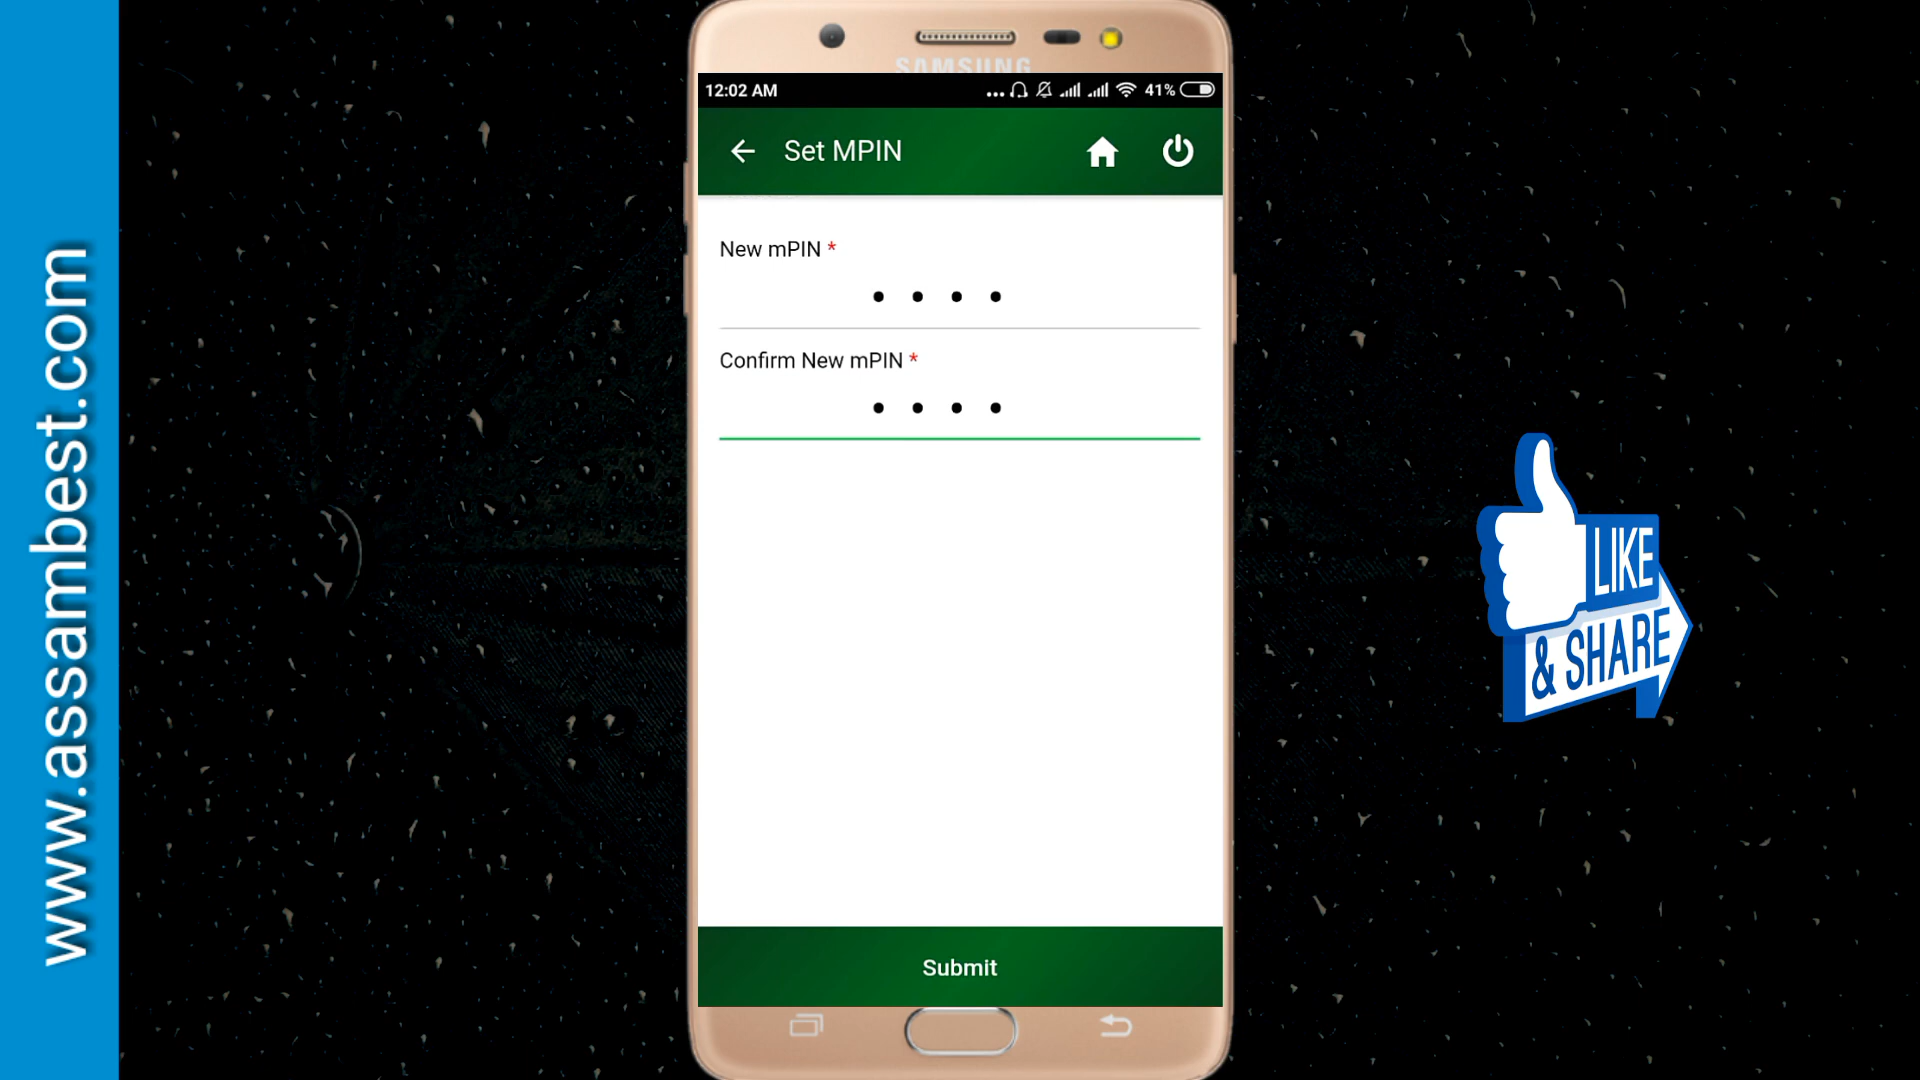 www.assambest.com
SAMSUNG
12:02 AM
... 41%
Set MPIN
New mPIN *
• • • •
Confirm New mPIN *
• • • •
Submit
LIKE
& SHARE